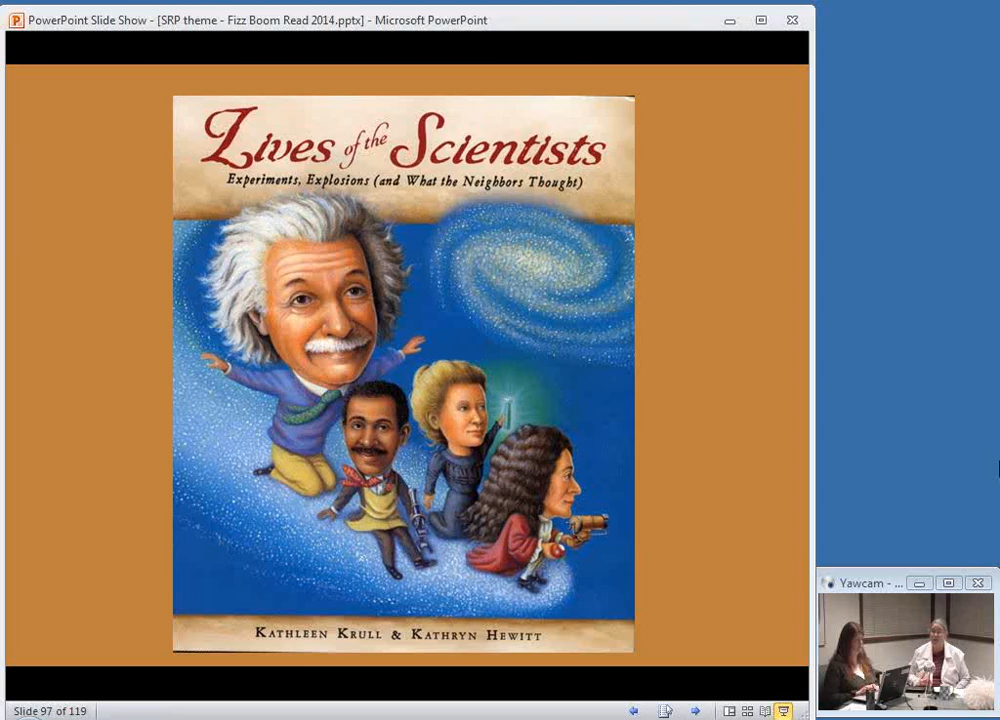 PowerPoint Slide Show - [SRP theme - Fizz Boom Read 2014.pptx] - Microsoft PowerPoint
Lives of the Scientists
Experiments, Explosions (and What the Neighbors Thought)
Kathleen Krull & Kathryn Hewitt
Yawcam - ...
Slide 97 of 119